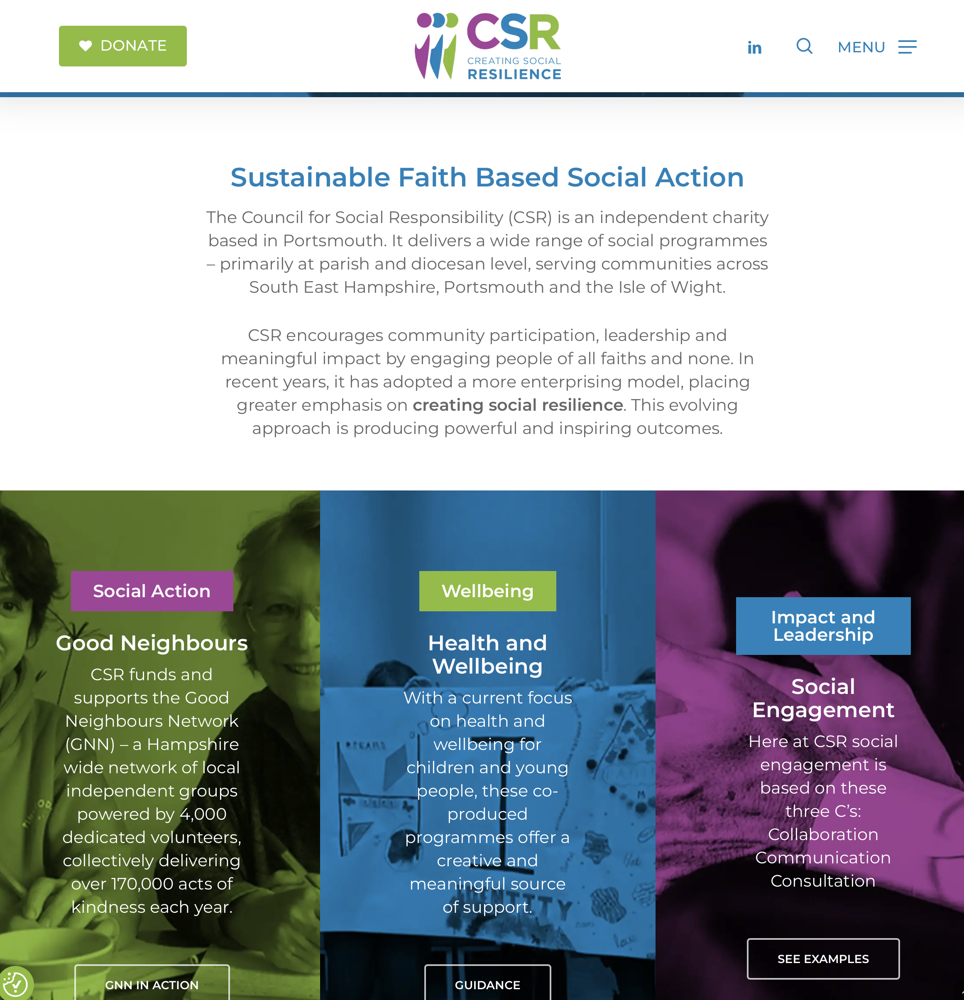 DONATE
CSR
CREATING SOCIAL
RESILIENCE
in
MENU
Sustainable Faith Based Social Action
The Council for Social Responsibility (CSR) is an independent charity
based in Portsmouth. It delivers a wide range of social programmes
– primarily at parish and diocesan level, serving communities across
South East Hampshire, Portsmouth and the Isle of Wight.
CSR encourages community participation, leadership and
meaningful impact by engaging people of all faiths and none. In
recent years, it has adopted a more enterprising model, placing
greater emphasis on creating social resilience. This evolving
approach is producing powerful and inspiring outcomes.
Social Action
Good Neighbours
CSR funds and
supports the Good
Neighbours Network
(GNN) – a Hampshire
wide network of local
independent groups
powered by 4,000
dedicated volunteers,
collectively delivering
over 170,000 acts of
kindness each year.
GNN IN ACTION
Wellbeing
Health and
Wellbeing
With a current focus
on health and
wellbeing for
children and young
people, these co-
produced
programmes offer a
creative and
meaningful source
of support.
GUIDANCE
Impact and
Leadership
Social
Engagement
Here at CSR social
engagement is
based on these
three C’s:
Collaboration
Communication
Consultation
SEE EXAMPLES